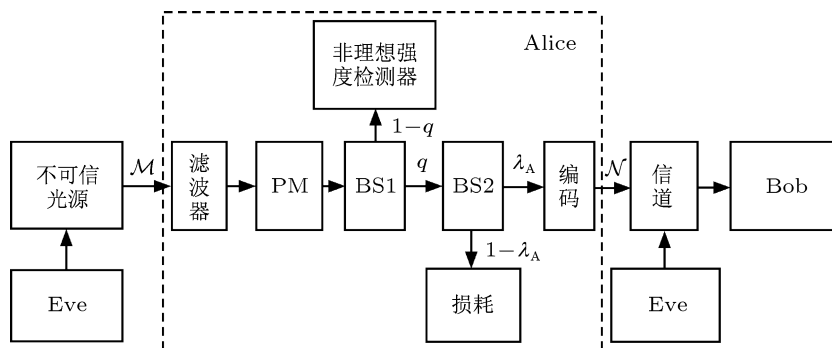 Alice
非理想强
度检测器
1−q
不可信
光源
M
滤
波
器
PM
BS1
q
BS2
λA
编
码
N
信
道
Bob
1−λA
Eve
损耗
Eve